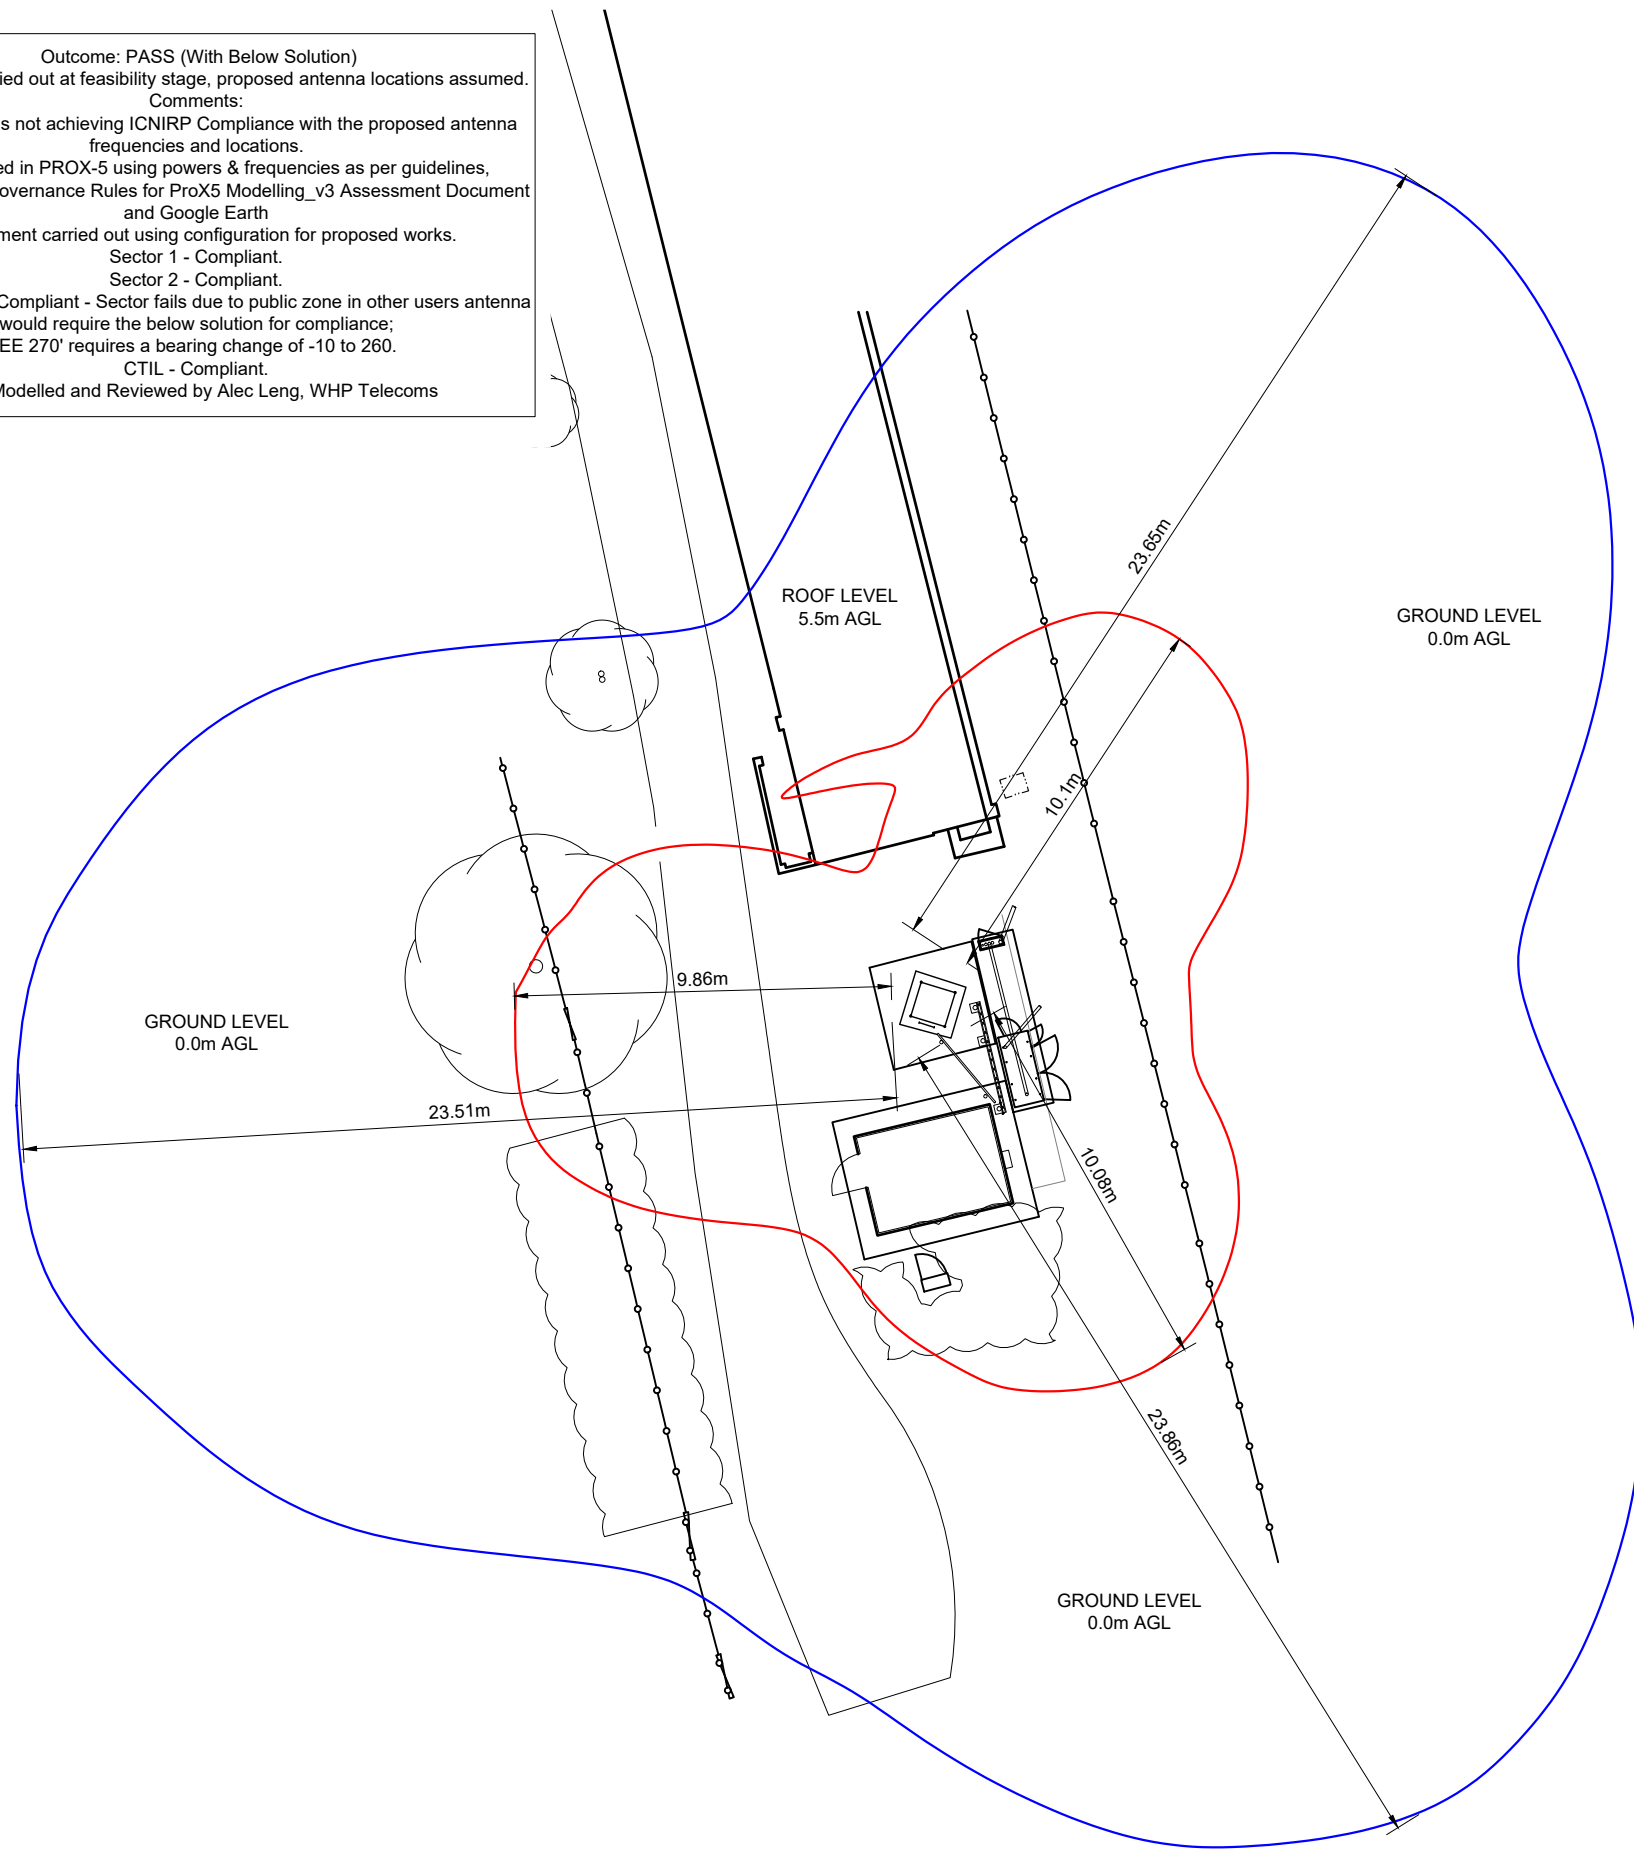 Outcome: PASS (With Below Solution)
ied out at feasibility stage, proposed antenna locations assumed.
Comments:
s not achieving ICNIRP Compliance with the proposed antenna
frequencies and locations.
ed in PROX-5 using powers & frequencies as per guidelines,
overnance Rules for ProX5 Modelling_v3 Assessment Document
and Google Earth
ment carried out using configuration for proposed works.
Sector 1 - Compliant.
Sector 2 - Compliant.
Compliant - Sector fails due to public zone in other users antenna
would require the below solution for compliance;
EE 270' requires a bearing change of -10 to 260.
CTIL - Compliant.
Modelled and Reviewed by Alec Leng, WHP Telecoms
23.65m
ROOF LEVEL
5.5m AGL
GROUND LEVEL
0.0m AGL
10.1m
9.86m
GROUND LEVEL
0.0m AGL
23.51m
10.08m
23.86m
GROUND LEVEL
0.0m AGL